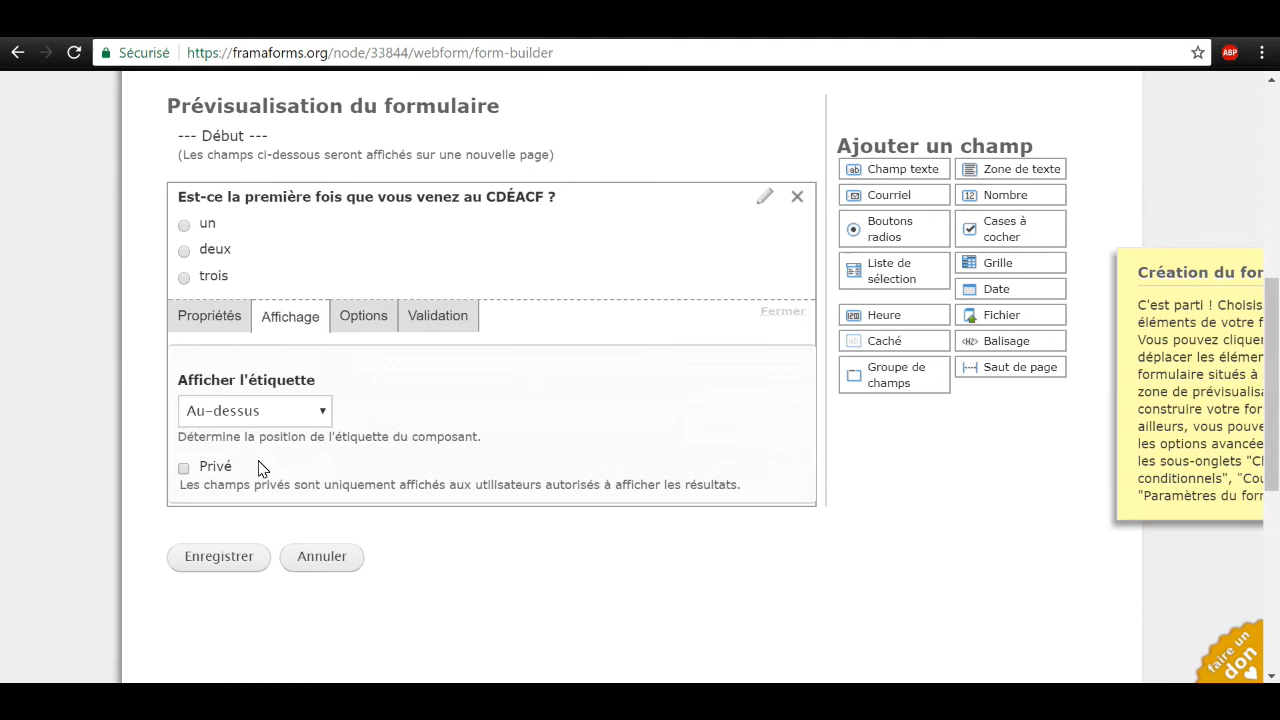 Sécurisé https://framaforms.org/node/33844/webform/form-builder
ABP
Prévisualisation du formulaire
--- Début ---
(Les champs ci-dessous seront affichés sur une nouvelle page)
Est-ce la première fois que vous venez au CDÉACF ?
un
deux
trois
Propriétés Affichage Options Validation Fermer
Afficher l'étiquette
Au-dessus
Détermine la position de l'étiquette du composant.
Privé
Les champs privés sont uniquement affichés aux utilisateurs autorisés à afficher les résultats.
Enregistrer Annuler
Ajouter un champ
Champ texte Zone de texte
Courriel Nombre
Boutons
radios
Cases à
cocher
Liste de
sélection
Grille
Date
Heure Fichier
Caché Balisage
Groupe de
champs
Saut de page
Création du for
C'est parti ! Choisis
éléments de votre f
Vous pouvez cliquer
déplacer les élémen
formulaire situés à
zone de prévisualisa
construire votre for
ailleurs, vous pouve
les options avancée
les sous-onglets "Cl
conditionnels", "Cou
"Paramètres du forn
faire un
don